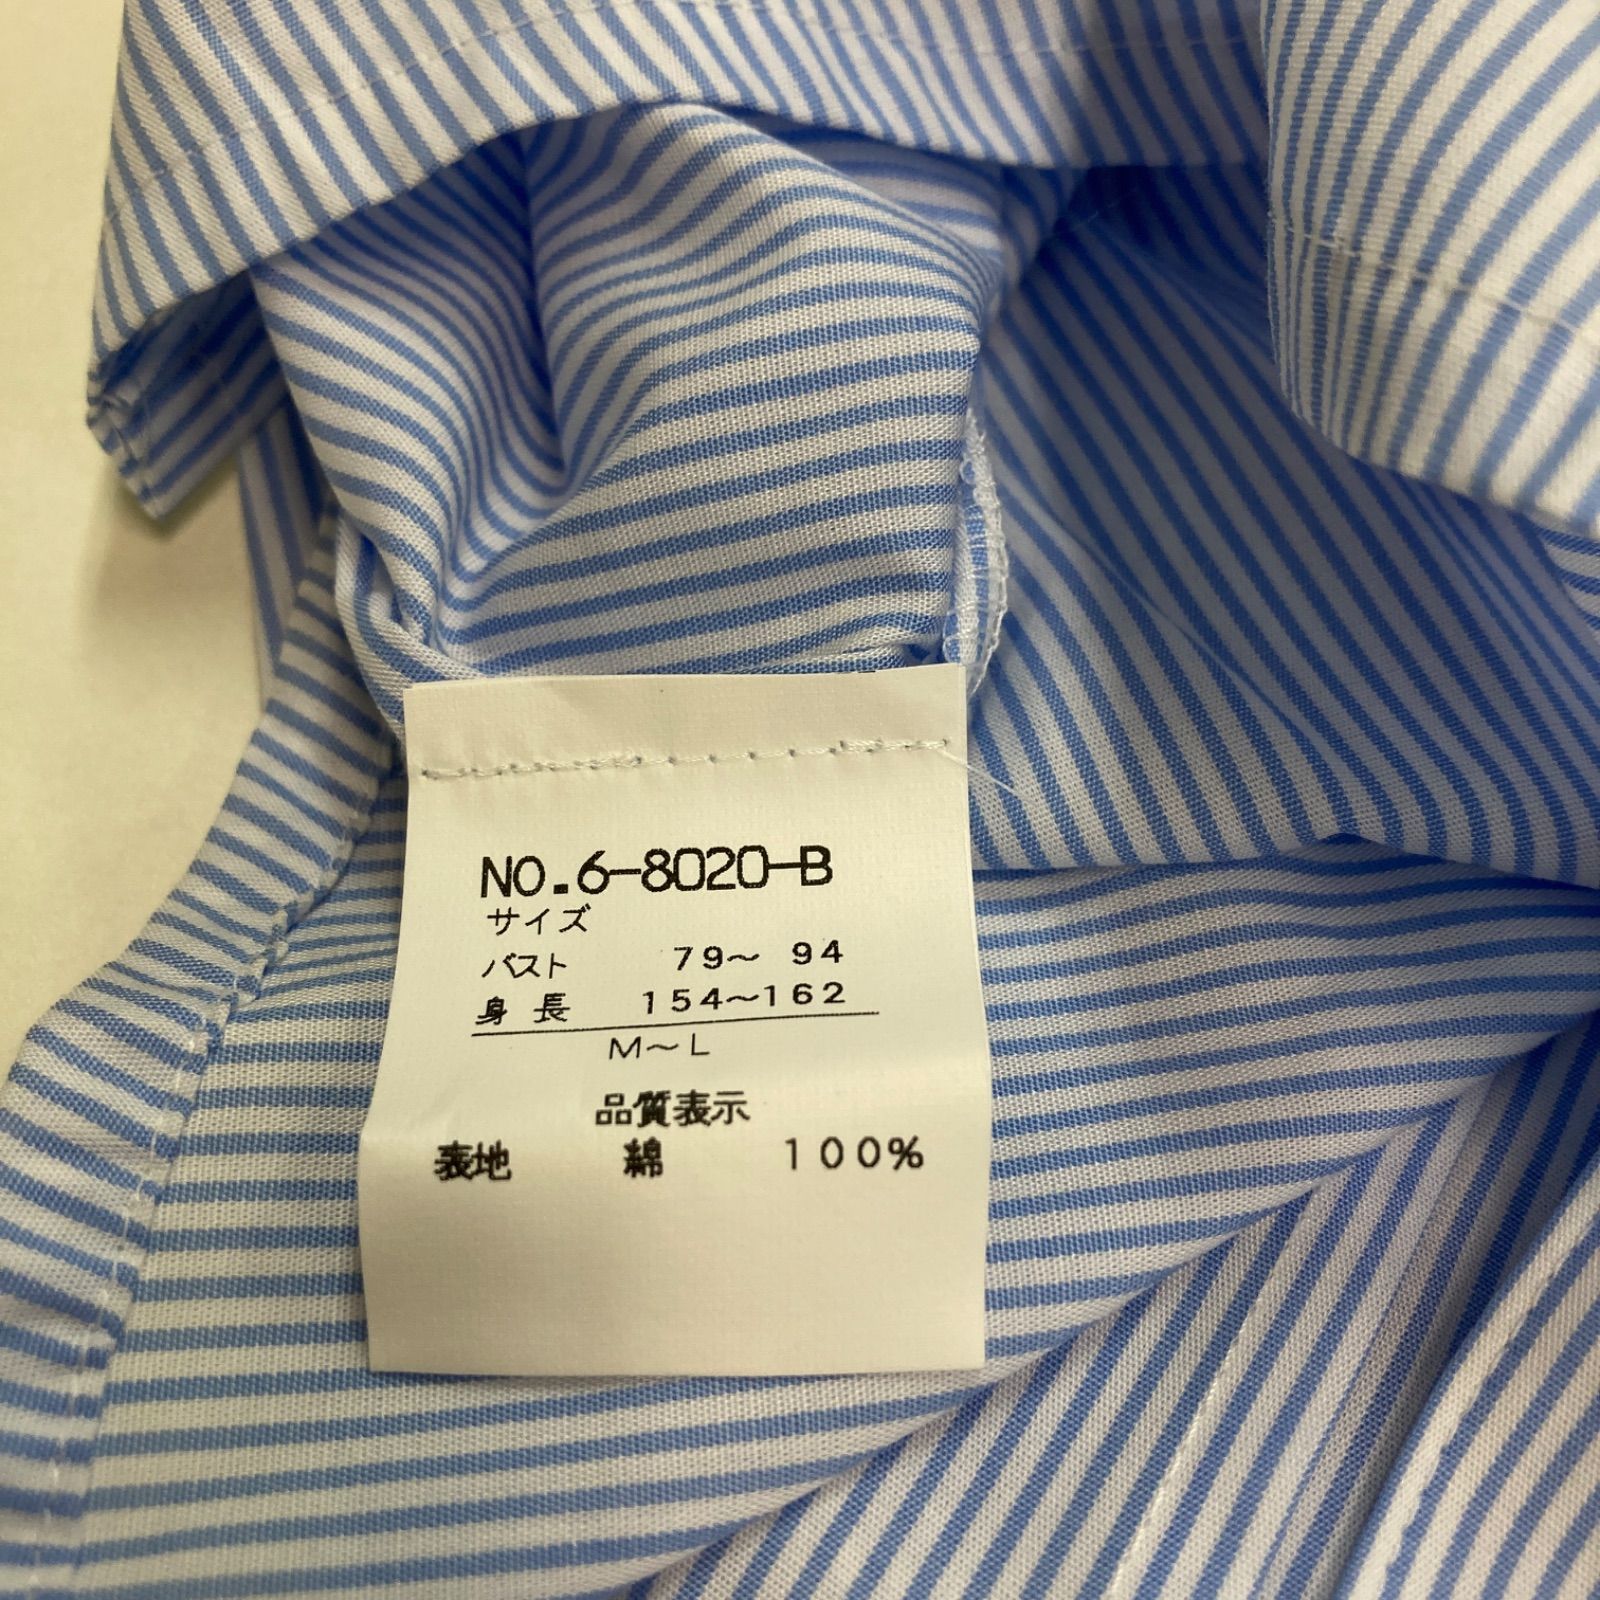 NO.6-8020-B
サイズ
バスト 79〜 94
身長 154〜162
M〜L
品質表示
表地 綿 100%